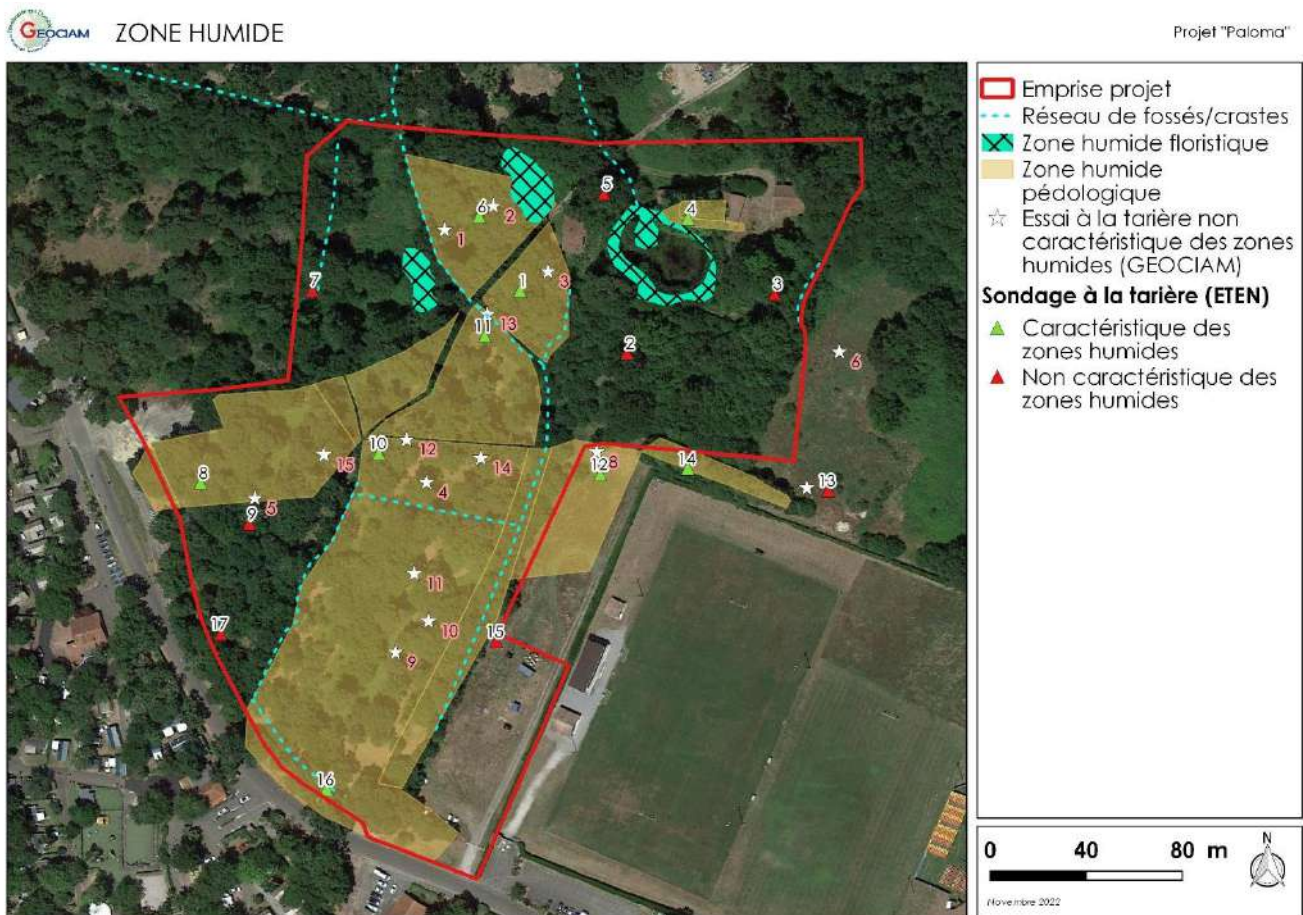 GEOCIAM
ZONE HUMIDE
Projet "Paloma"
Emprise projet
Réseau de fossés/crastes
Zone humide floristique
Zone humide
pédologique
Essai à la tarière non
caractéristique des zones
humides (GEOCIAM)
Sondage à la tarière (ETEN)
Caractéristique des
zones humides
Non caractéristique des
zones humides
0 40 80 m
N
Novembre 2022
5
6
2
4
1
7
1
3
3
11
13
2
6
10
12
15
14
12
8
14
8
4
13
5
9
11
10
17
15
9
16